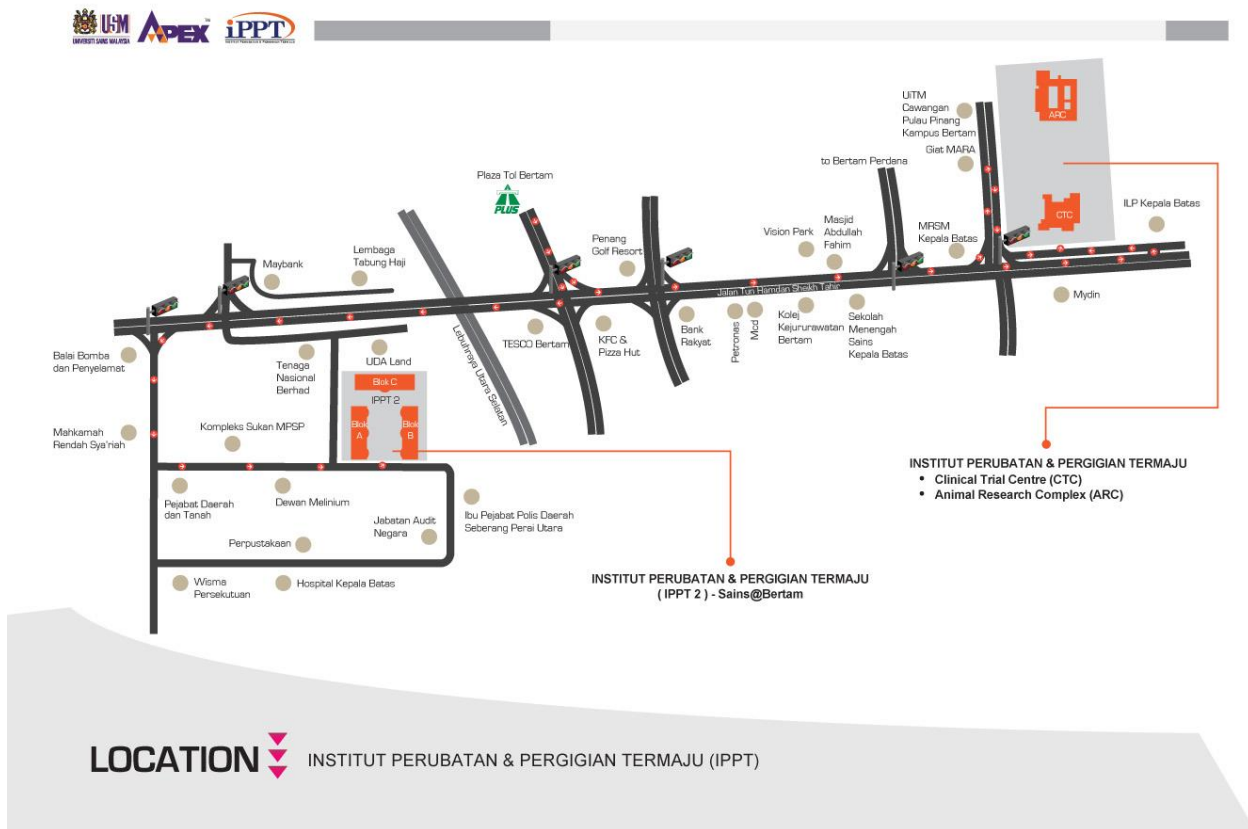 USM
UNIVERSITI SAINS MALAYSIA
APEX
TM
iPPT
INSTITUT PERUBATAN & PERGIGIAN TERMAJU
UiTM
Cawangan
Pulau Pinang
Kampus Bertam
Giat MARA
ARC
CTC
ILP Kepala Batas
to Bertam Perdana
Plaza Tol Bertam
PLUS
Penang
Golf Resort
Vision Park
Masjid
Abdullah
Fahim
MRSM
Kepala Batas
Maybank
Lembaga
Tabung Haji
Jalan Tun Hamdan Sheikh Tahir
Mydin
Lebuhraya Utara Selatan
TESCO Bertam
KFC &
Pizza Hut
Bank
Rakyat
Petronas
Mcd
Kolej
Kejururawatan
Bertam
Sekolah
Menengah
Sains
Kepala Batas
Balai Bomba
dan Penyelamat
Tenaga
Nasional
Berhad
UDA Land
Blok C
IPPT 2
Blok
A
Blok
B
Mahkamah
Rendah Sya'riah
Kompleks Sukan MPSP
Pejabat Daerah
dan Tanah
Dewan Melinium
Jabatan Audit
Negara
Ibu Pejabat Polis Daerah
Seberang Perai Utara
Perpustakaan
Wisma
Persekutuan
Hospital Kepala Batas
INSTITUT PERUBATAN & PERGIGIAN TERMAJU
• Clinical Trial Centre (CTC)
• Animal Research Complex (ARC)
INSTITUT PERUBATAN & PERGIGIAN TERMAJU
( IPPT 2 ) - Sains@Bertam
LOCATION
INSTITUT PERUBATAN & PERGIGIAN TERMAJU (IPPT)